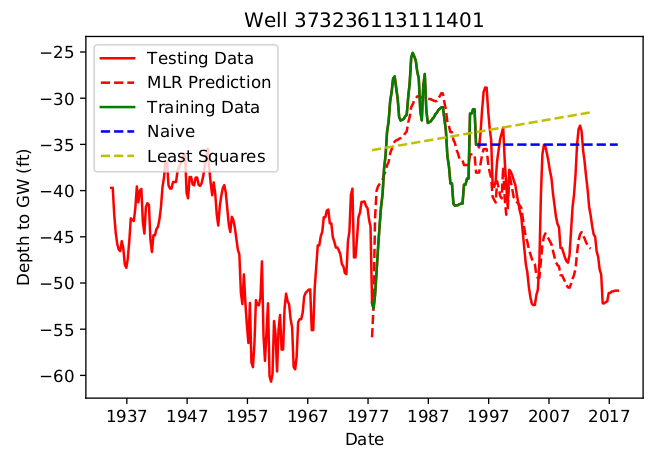 Well 373236113111401
Testing Data
MLR Prediction
Training Data
Naive
Least Squares
Depth to GW (ft)
−25
−30
−35
−40
−45
−50
−55
−60
1937 1947 1957 1967 1977 1987 1997 2007 2017
Date